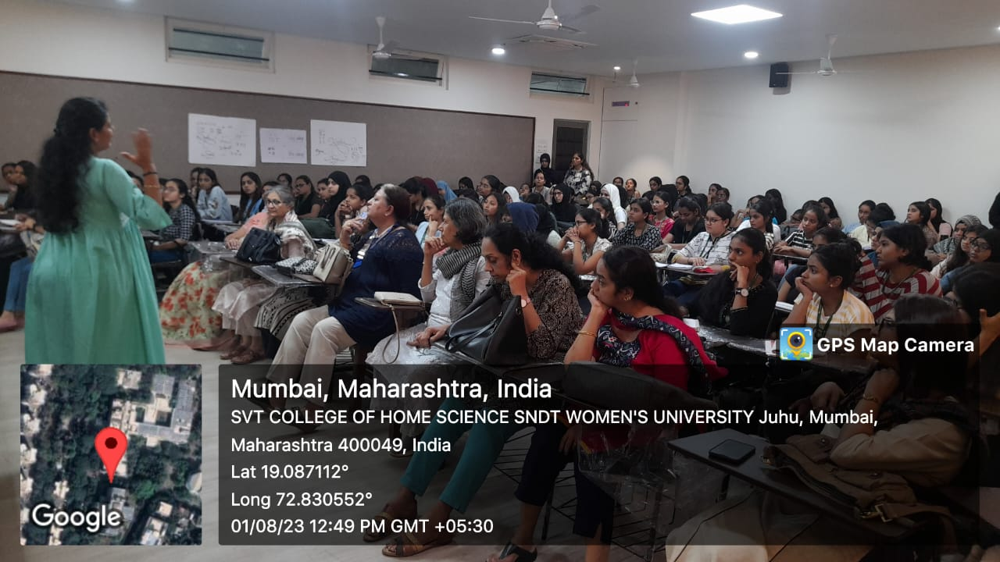 GPS Map Camera
Mumbai, Maharashtra, India
SVT COLLEGE OF HOME SCIENCE SNDT WOMEN'S UNIVERSITY Juhu, Mumbai,
Maharashtra 400049, India
Lat 19.087112°
Long 72.830552°
01/08/23 12:49 PM GMT +05:30
Google